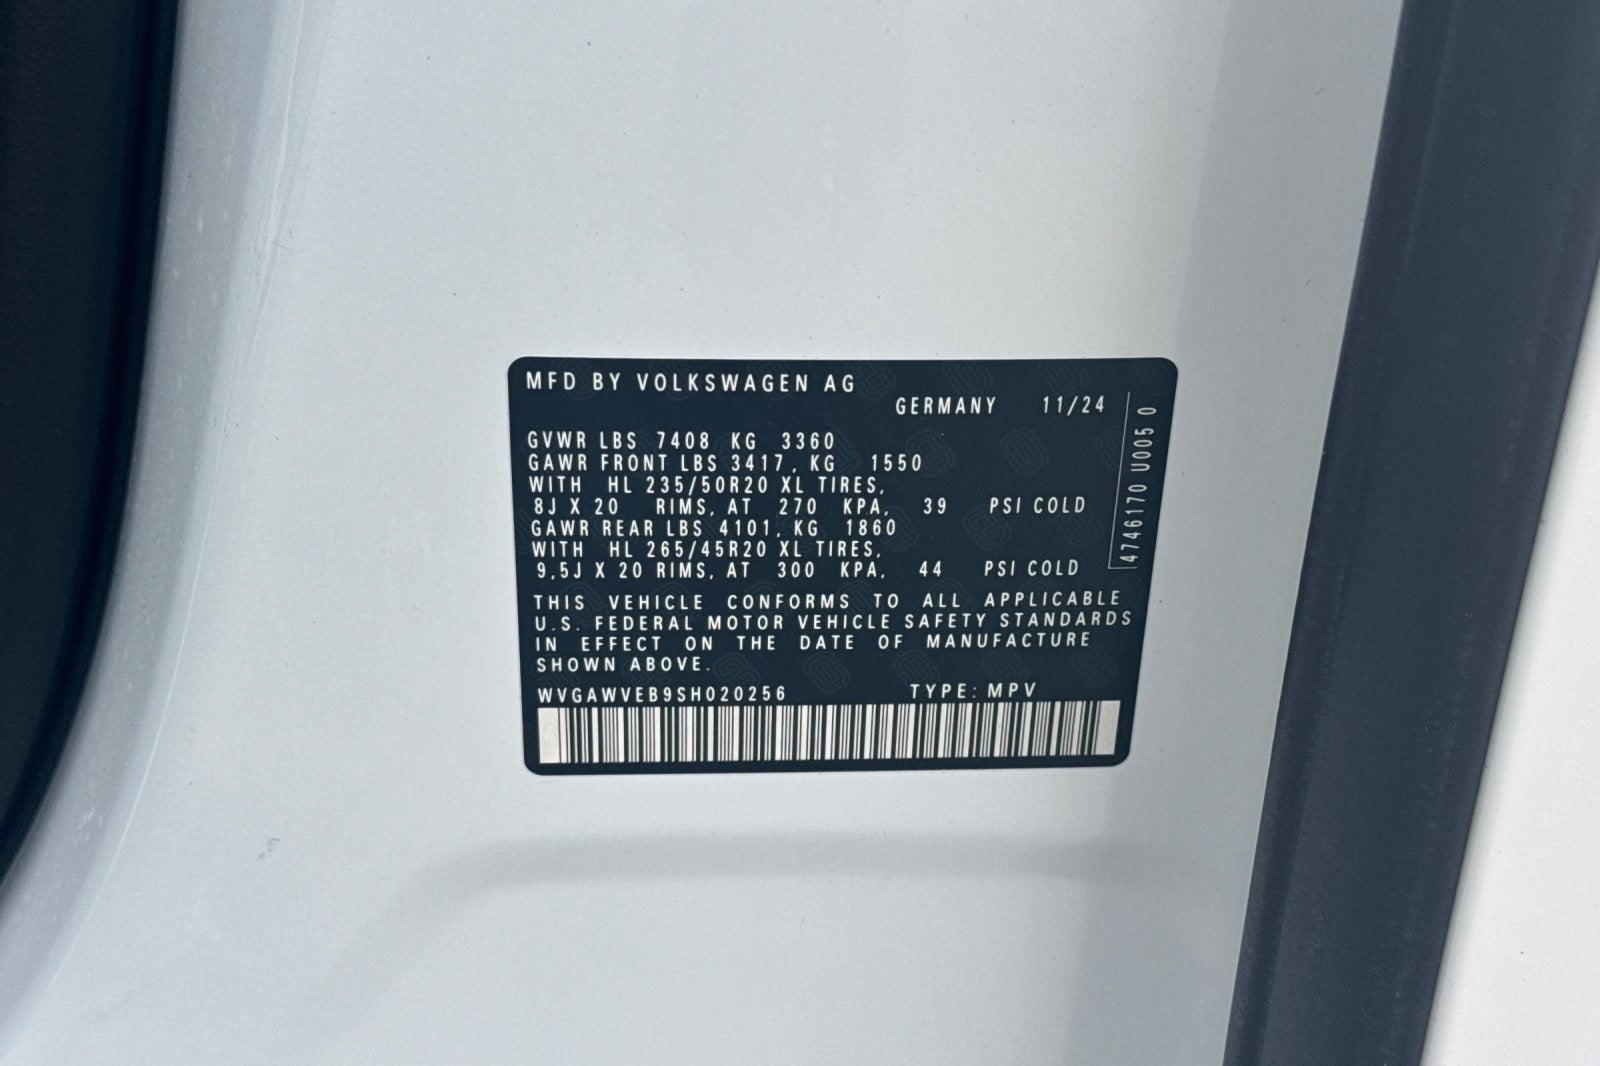 MFD BY VOLKSWAGEN AG
GERMANY 11/24
GVWR LBS 7408 KG 3360
GAWR FRONT LBS 3417, KG 1550
WITH HL 235/50R20 XL TIRES,
8J X 20 RIMS, AT 270 KPA, 39 PSI COLD
GAWR REAR LBS 4101, KG 1860
WITH HL 265/45R20 XL TIRES,
9,5J X 20 RIMS, AT 300 KPA, 44 PSI COLD
THIS VEHICLE CONFORMS TO ALL APPLICABLE
U.S. FEDERAL MOTOR VEHICLE SAFETY STANDARDS
IN EFFECT ON THE DATE OF MANUFACTURE
SHOWN ABOVE.
WVGAWVEB9SH020256 TYPE: MPV
4746170 U005 0